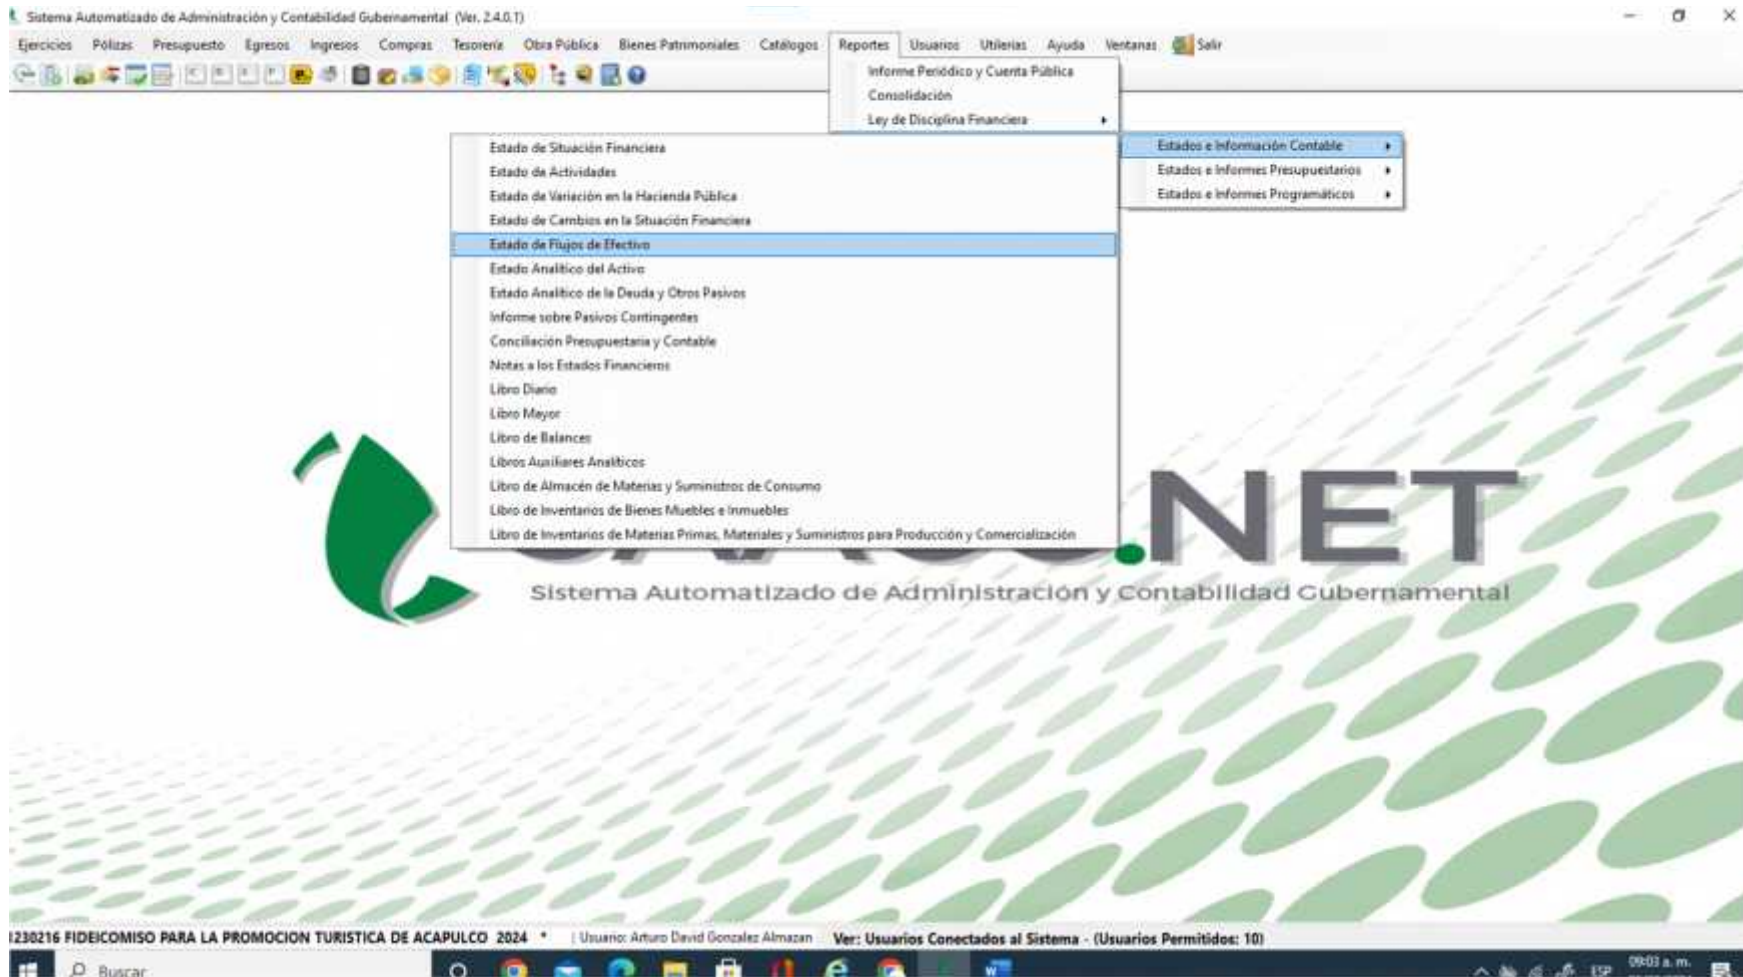 Sistema Automatizado de Administración y Contabilidad Gubernamental (Ver. 2.4.0.1)
Ejercicios Pólizas Presupuesto Egresos Ingresos Compras Tesorería Obra Pública Bienes Patrimoniales Catálogos Reportes Usuarios Utilerias Ayuda Ventanas Salir
Informe Periódico y Cuenta Pública
Consolidación
Ley de Disciplina Financiera
Estados e Información Contable
Estados e Informes Presupuestarios
Estados e Informes Programáticos
Estado de Situación Financiera
Estado de Actividades
Estado de Variación en la Hacienda Pública
Estado de Cambios en la Situación Financiera
Estado de Flujos de Efectivo
Estado Analítico del Activo
Estado Analítico de la Deuda y Otros Pasivos
Informe sobre Pasivos Contingentes
Conciliación Presupuestaria y Contable
Notas a los Estados Financieros
Libro Diario
Libro Mayor
Libro de Balances
Libros Auxiliares Analíticos
Libro de Almacén de Materias y Suministros de Consumo
Libro de Inventarios de Bienes Muebles e Inmuebles
Libro de Inventarios de Materias Primas, Materiales y Suministros para Producción y Comercialización
.NET
Sistema Automatizado de Administración y Contabilidad Gubernamental
1230216 FIDEICOMISO PARA LA PROMOCION TURISTICA DE ACAPULCO 2024 * | Usuario: Arturo David Gonzalez Almazan Ver: Usuarios Conectados al Sistema - (Usuarios Permitidos: 10)
Buscar ESP 09:03 a. m.